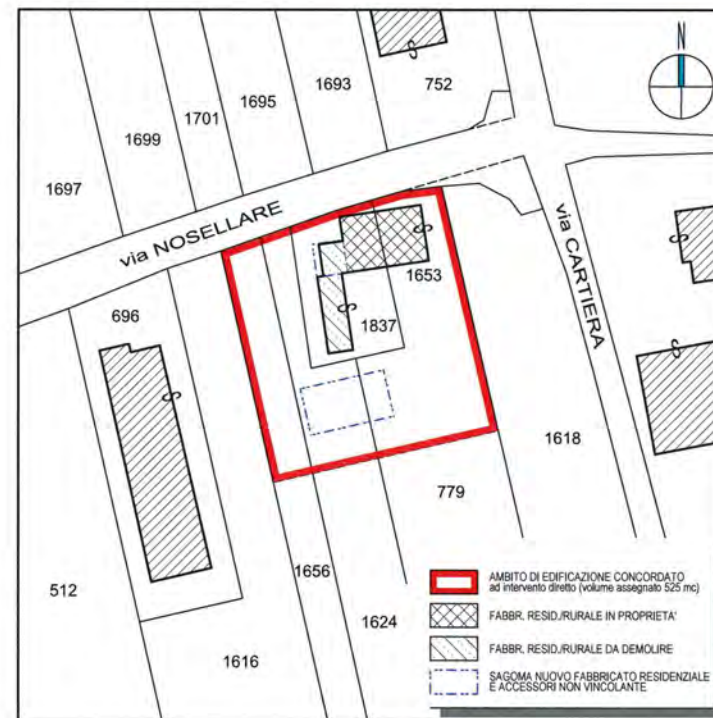 N
1693
752
1695
1701
1699
1697
via NOSELLARE
via CARTIERA
1653
696
1837
1618
779
512
1656
1624
1616
AMBITO DI EDIFICAZIONE CONCORDATO
ad intervento diretto (volume assegnato 525 mc)
FABBR. RESID./RURALE IN PROPRIETA'
FABBR. RESID./RURALE DA DEMOLIRE
SAGOMA NUOVO FABBRICATO RESIDENZIALE
E ACCESSORI NON VINCOLANTE